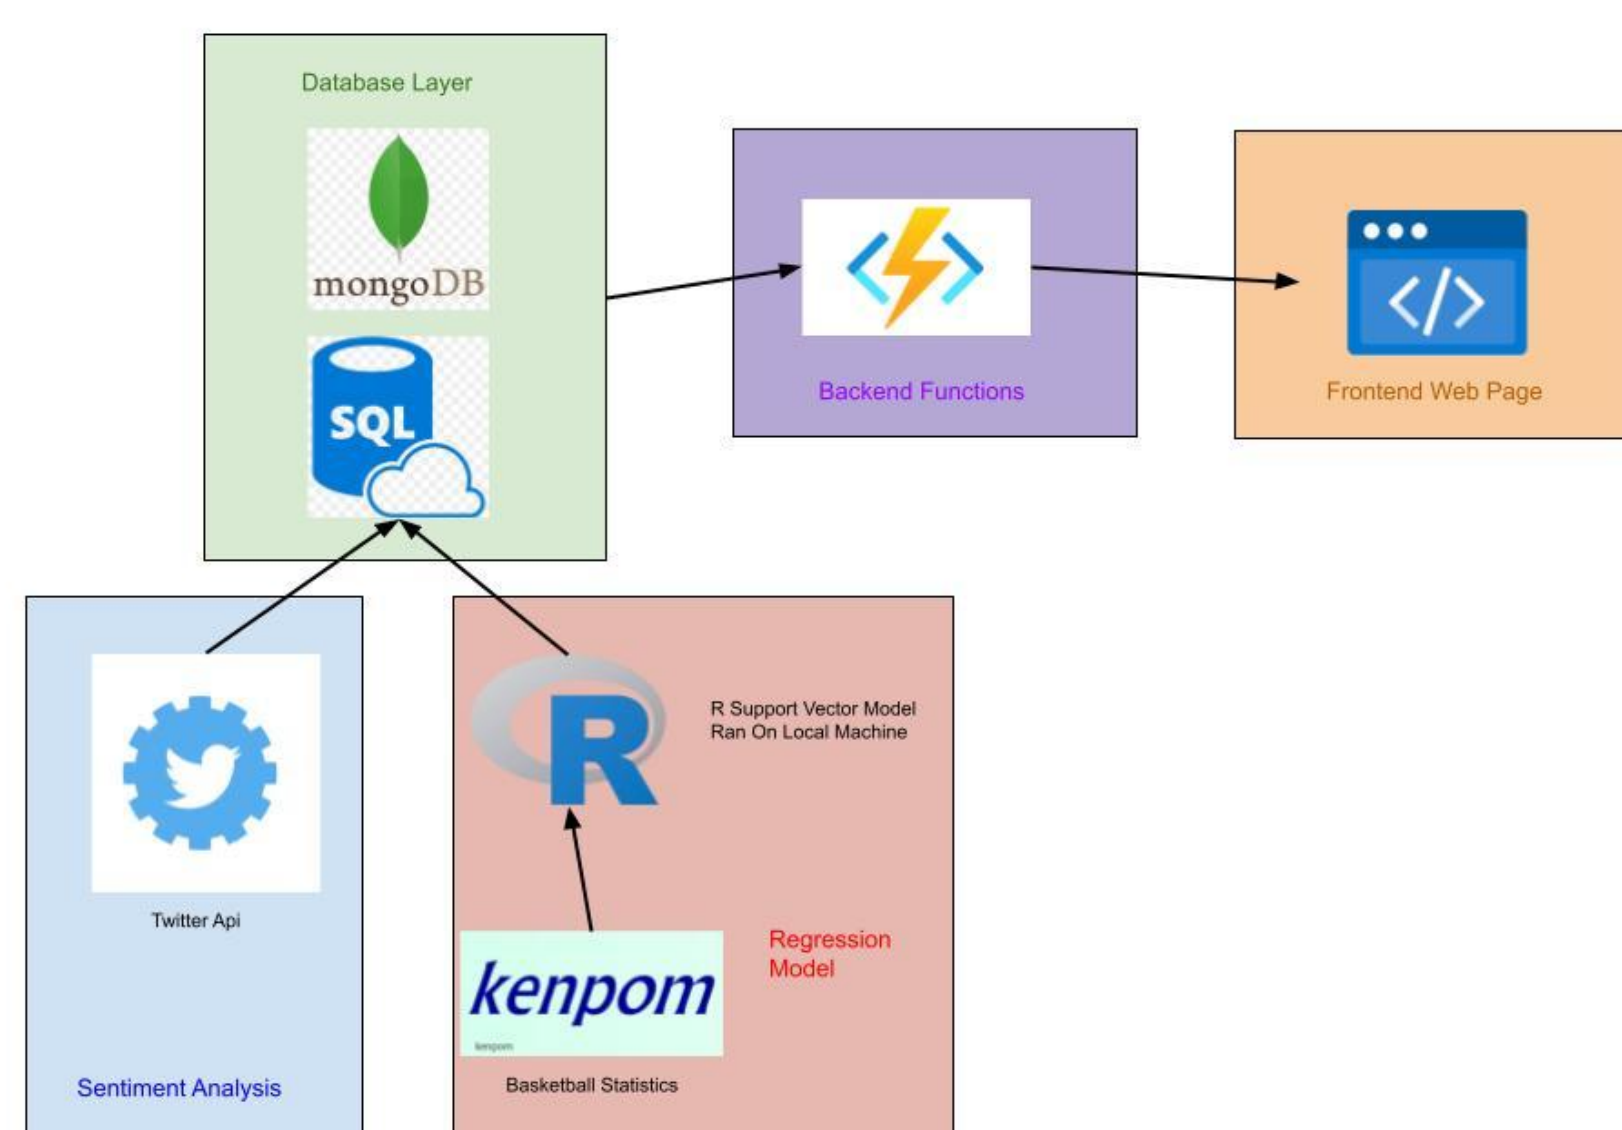 Database Layer
mongoDB
SQL
Backend Functions
</>
Frontend Web Page
R
R Support Vector Model
Ran On Local Machine
Twitter Api
Regression
Model
kenpom
kenpom
Basketball Statistics
Sentiment Analysis